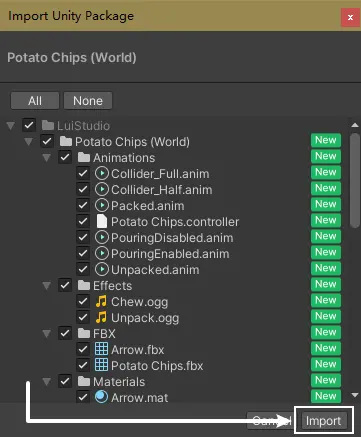 Import Unity Package
Potato Chips (World)
All None
LuiStudio
Potato Chips (World) New
Animations New
Collider_Full.anim New
Collider_Half.anim New
Packed.anim New
Potato Chips.controller New
PouringDisabled.anim New
PouringEnabled.anim New
Unpacked.anim New
Effects New
Chew.ogg New
Unpack.ogg New
FBX New
Arrow.fbx New
Potato Chips.fbx New
Materials New
Arrow.mat New
Cancel Import